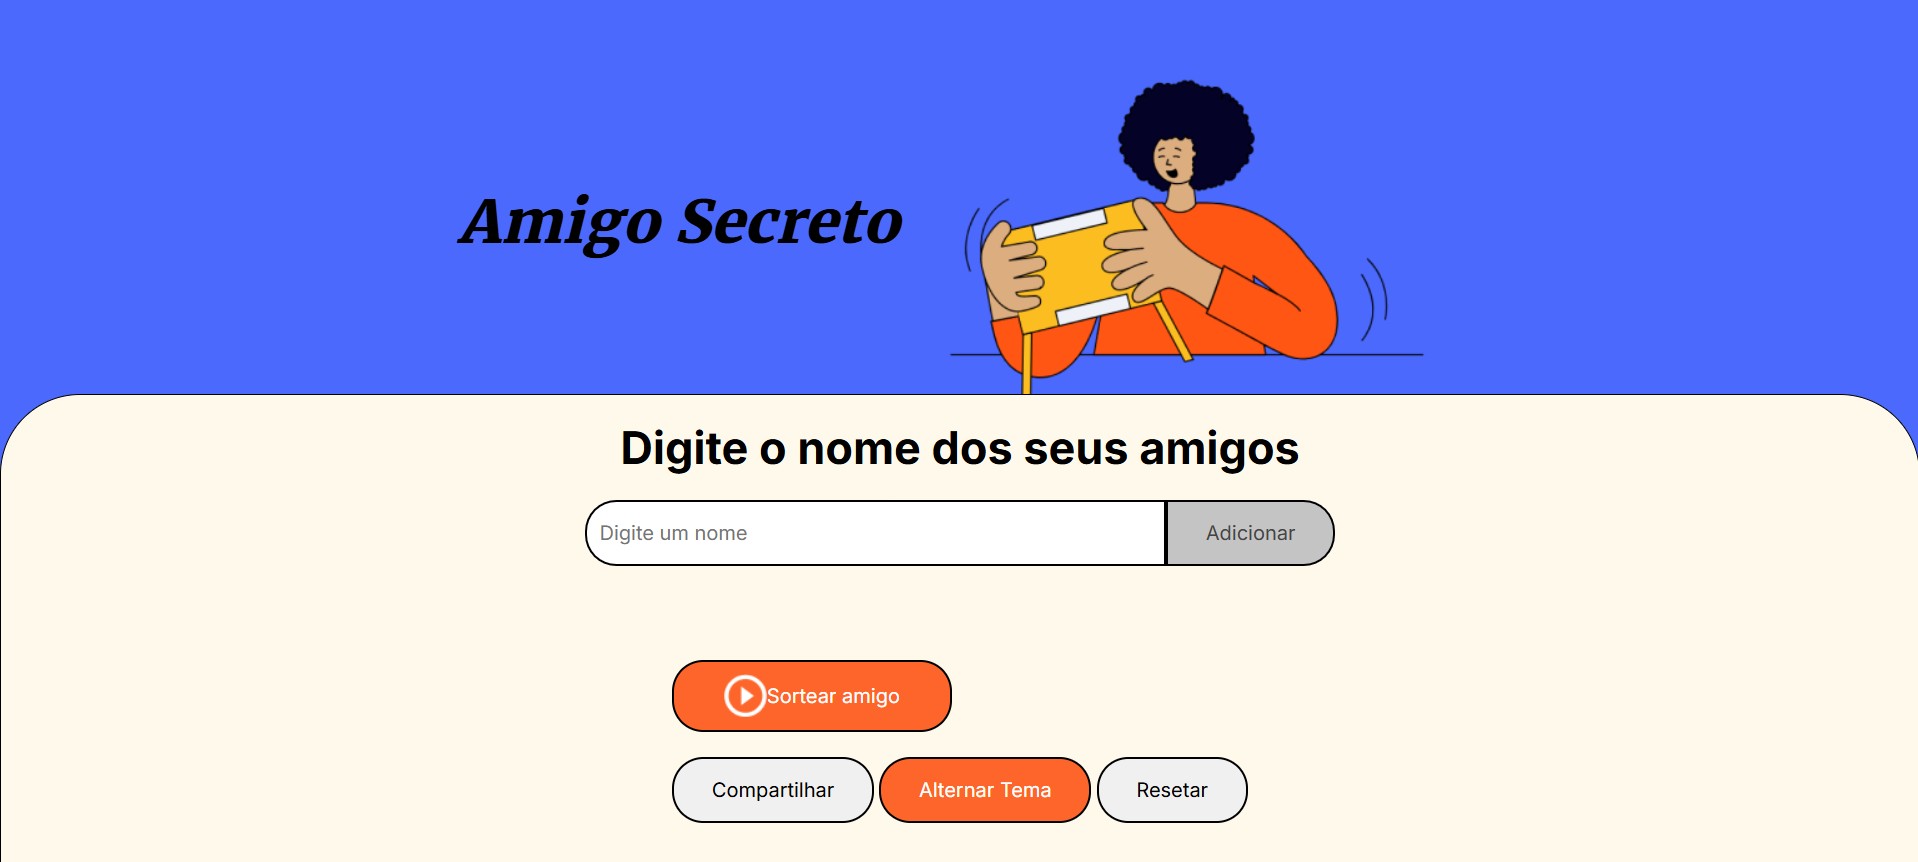 Amigo Secreto
Digite o nome dos seus amigos
Digite um nome
Adicionar
Sortear amigo
Compartilhar
Alternar Tema
Resetar